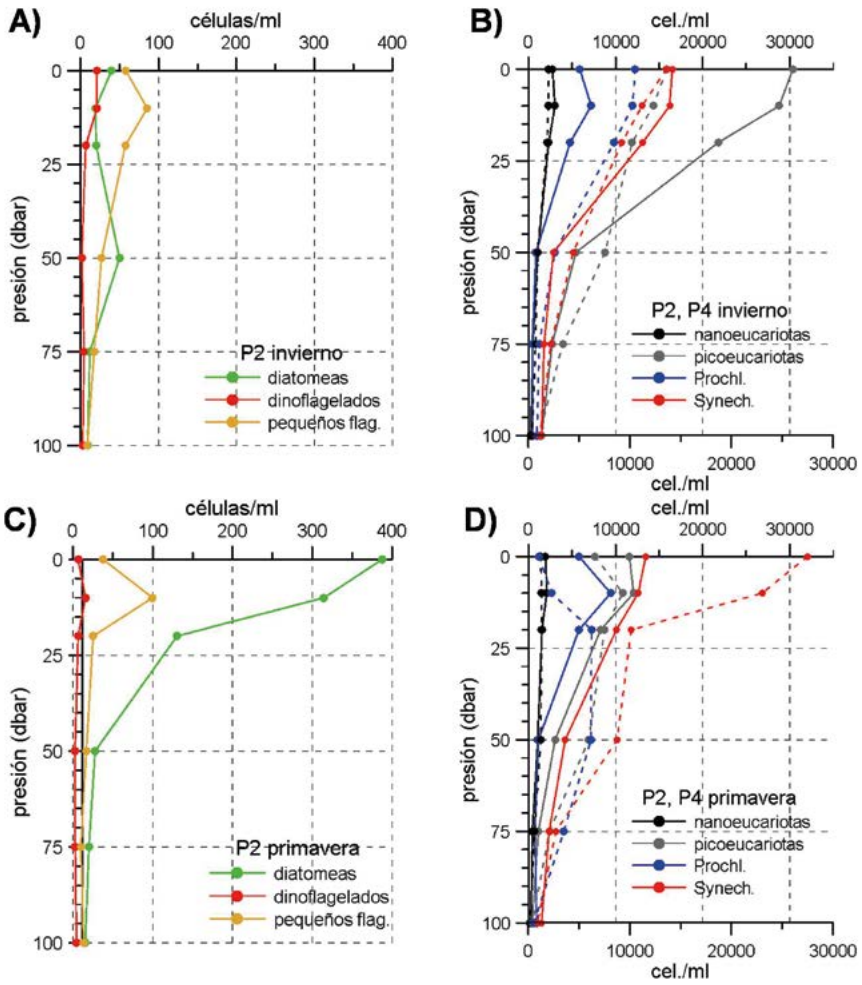 A)
células/ml
0 100 200 300 400
0
25
50
75
100
presión (dbar)
P2 invierno
diatomeas
dinoflagelados
pequeños flag.
B)
cel./ml
0 10000 20000 30000
0
25
50
75
100
presión (dbar)
P2, P4 invierno
nanoeucariotas
picoeucariotas
Prochl.
Synech.
0 10000 20000 30000
cel./ml
C)
células/ml
0 100 200 300 400
0
25
50
75
100
presión (dbar)
P2 primavera
diatomeas
dinoflagelados
pequeños flag.
D)
cel./ml
0 10000 20000 30000
0
25
50
75
100
presión (dbar)
P2, P4 primavera
nanoeucariotas
picoeucariotas
Prochl.
Synech.
0 10000 20000 30000
cel./ml